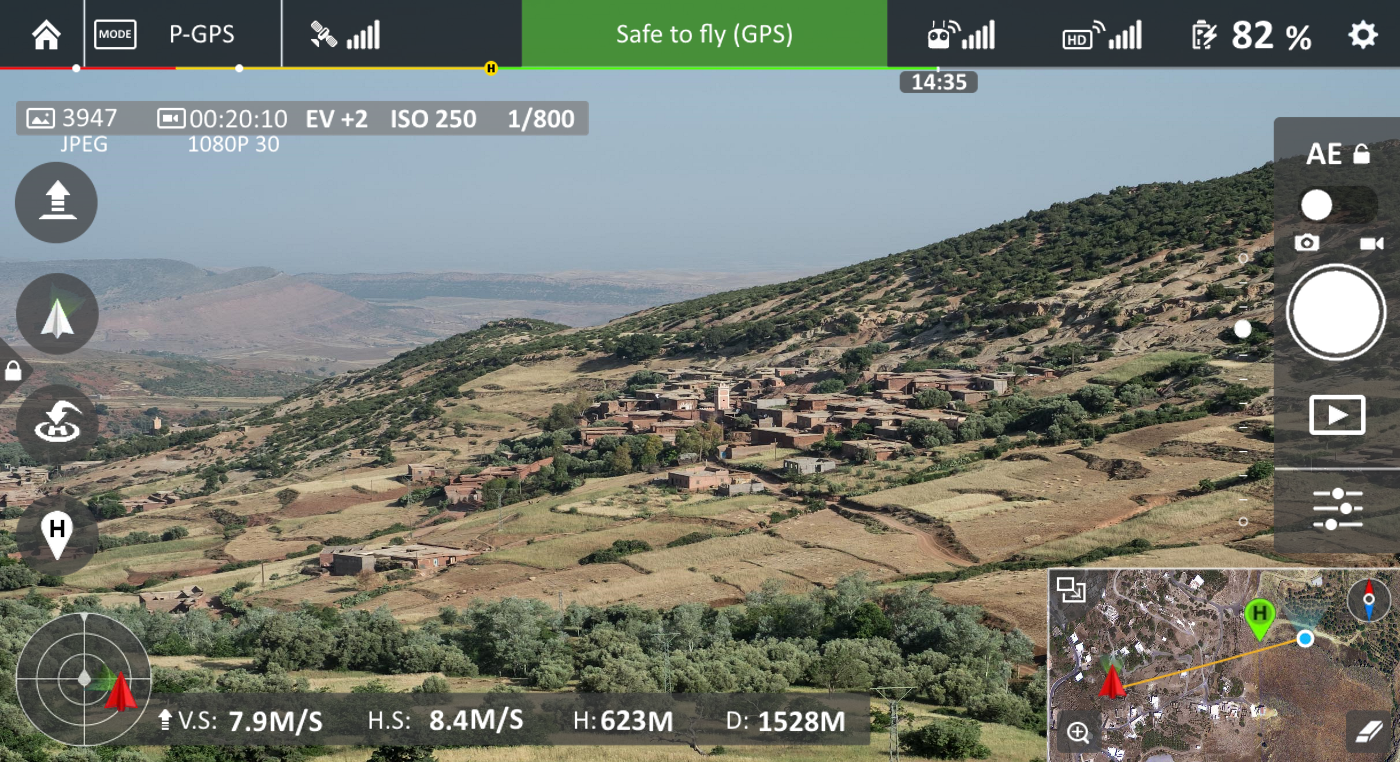 MODE P-GPS Safe to fly (GPS) HD 82 %
H
14:35
3947 00:20:10 EV +2 ISO 250 1/800
JPEG 1080P 30
AE
H
H
V.S: 7.9M/S H.S: 8.4M/S H: 623M D: 1528M